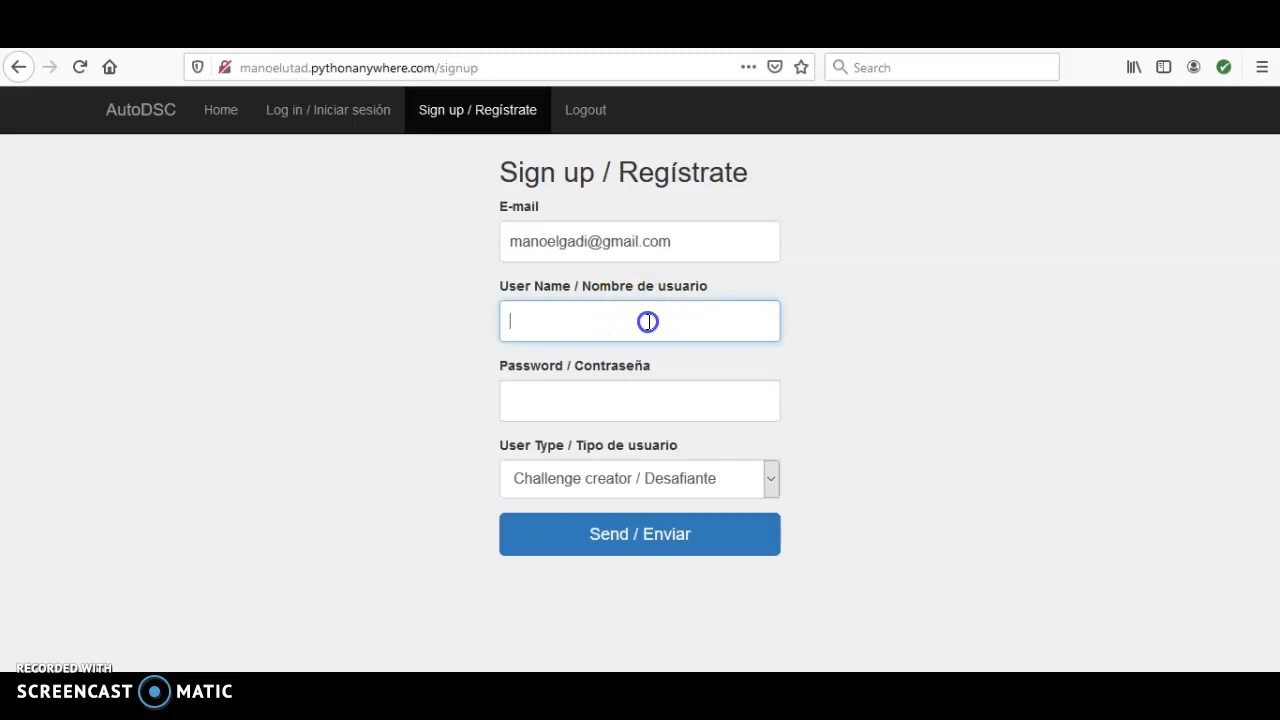 manoelutad.pythonanywhere.com/signup
Search
AutoDSC Home Log in / Iniciar sesión Sign up / Regístrate Logout
Sign up / Regístrate
E-mail
manoelgadi@gmail.com
User Name / Nombre de usuario
Password / Contraseña
User Type / Tipo de usuario
Challenge creator / Desafiante
Send / Enviar
RECORDED WITH
SCREENCAST MATIC